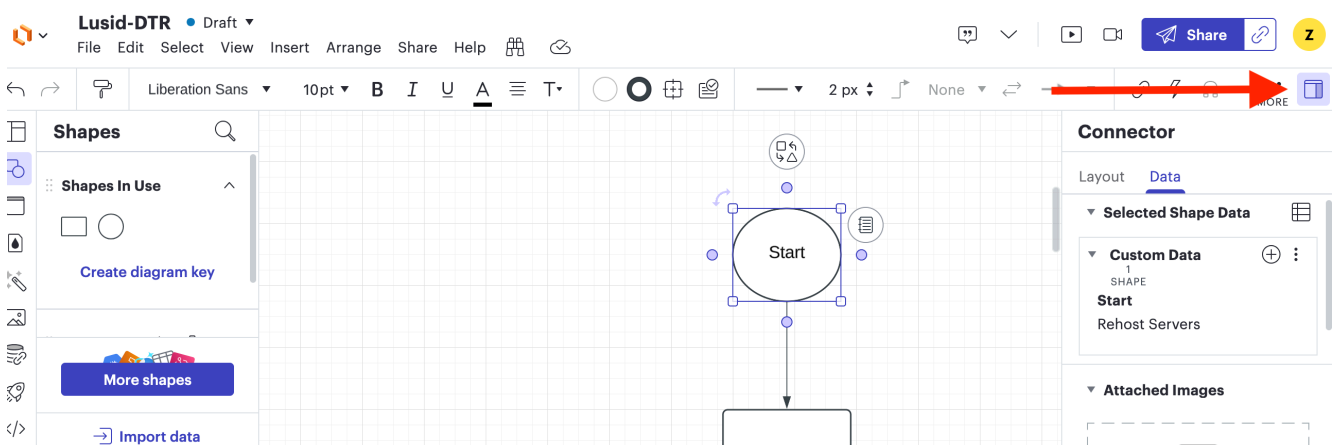 Lusid-DTR Draft
File Edit Select View Insert Arrange Share Help
Share
Z
Liberation Sans 10pt B I U A T 2 px None
MORE
Shapes
Shapes In Use
Create diagram key
More shapes
Import data
Start
Connector
Layout Data
Selected Shape Data
Custom Data
1
SHAPE
Start
Rehost Servers
Attached Images